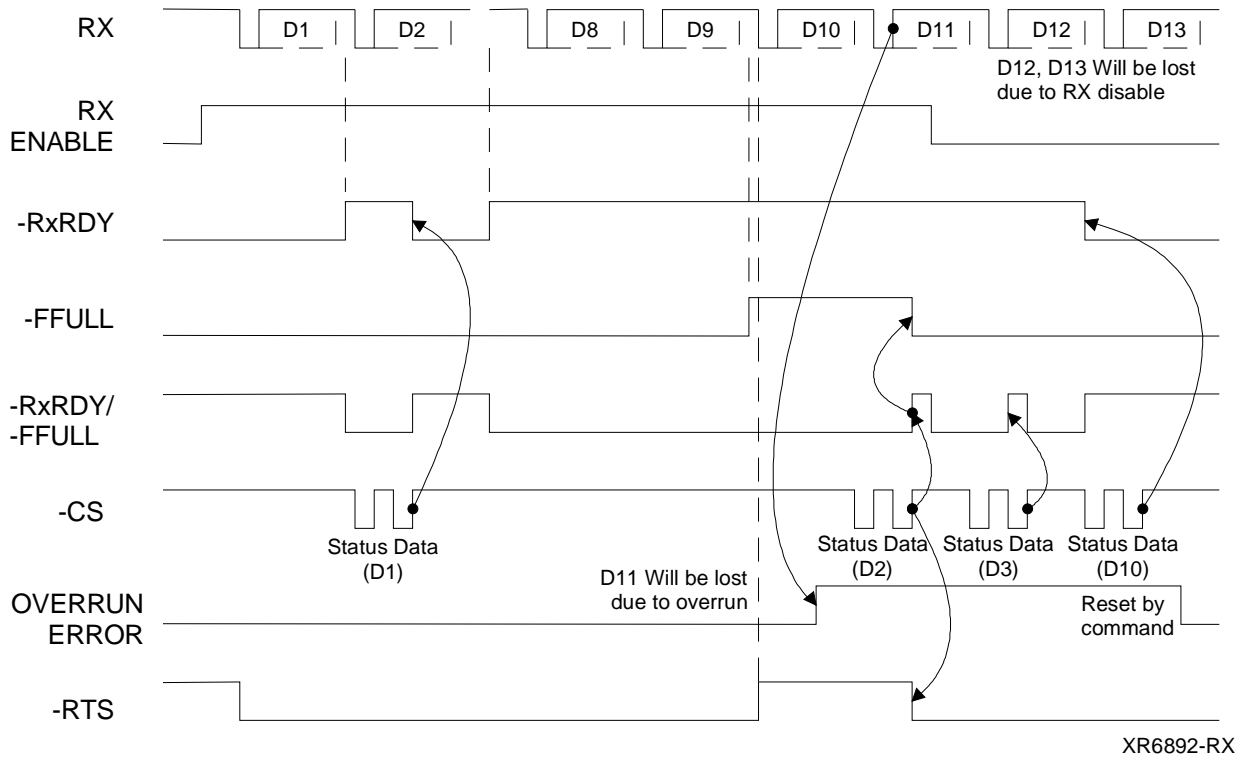 RX
D1
D2
D8
D9
D10
D11
D12
D13
D12, D13 Will be lost
due to RX disable
RX
ENABLE
-RxRDY
-FFULL
-RxRDY/
-FFULL
-CS
Status Data
(D1)
Status Data
(D2)
Status Data
(D3)
Status Data
(D10)
D11 Will be lost
due to overrun
OVERRUN
ERROR
Reset by
command
-RTS
XR6892-RX